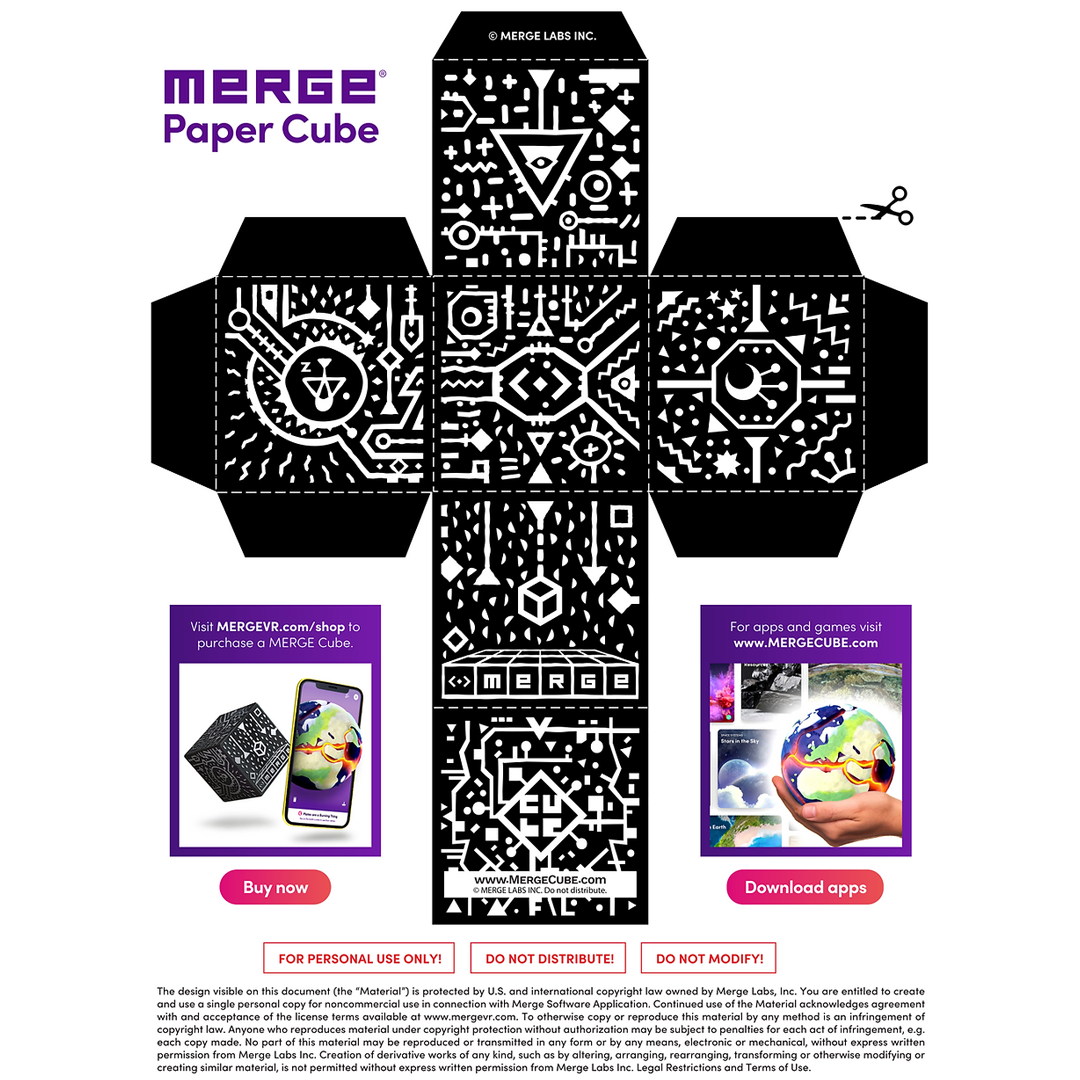 © MERGE LABS INC.
MERGE®
Paper Cube
Z
MERGE
Visit MERGEVR.com/shop to
purchase a MERGE Cube.
For apps and games visit
www.MERGECUBE.com
Stars in the Sky
Earth
CU
www.MergeCube.com
© MERGE LABS INC. Do not distribute.
Buy now
Download apps
FOR PERSONAL USE ONLY!
DO NOT DISTRIBUTE!
DO NOT MODIFY!
The design visible on this document (the “Material”) is protected by U.S. and international copyright law owned by Merge Labs, Inc. You are entitled to create
and use a single personal copy for noncommercial use in connection with Merge Software Application. Continued use of the Material acknowledges agreement
with and acceptance of the license terms available at www.mergevr.com. To otherwise copy or reproduce this material by any method is an infringement of
copyright law. Anyone who reproduces material under copyright protection without authorization may be subject to penalties for each act of infringement, e.g.
each copy made. No part of this material may be reproduced or transmitted in any form or by any means, electronic or mechanical, without express written
permission from Merge Labs Inc. Creation of derivative works of any kind, such as by altering, arranging, rearranging, transforming or otherwise modifying or
creating similar material, is not permitted without express written permission from Merge Labs Inc. Legal Restrictions and Terms of Use.